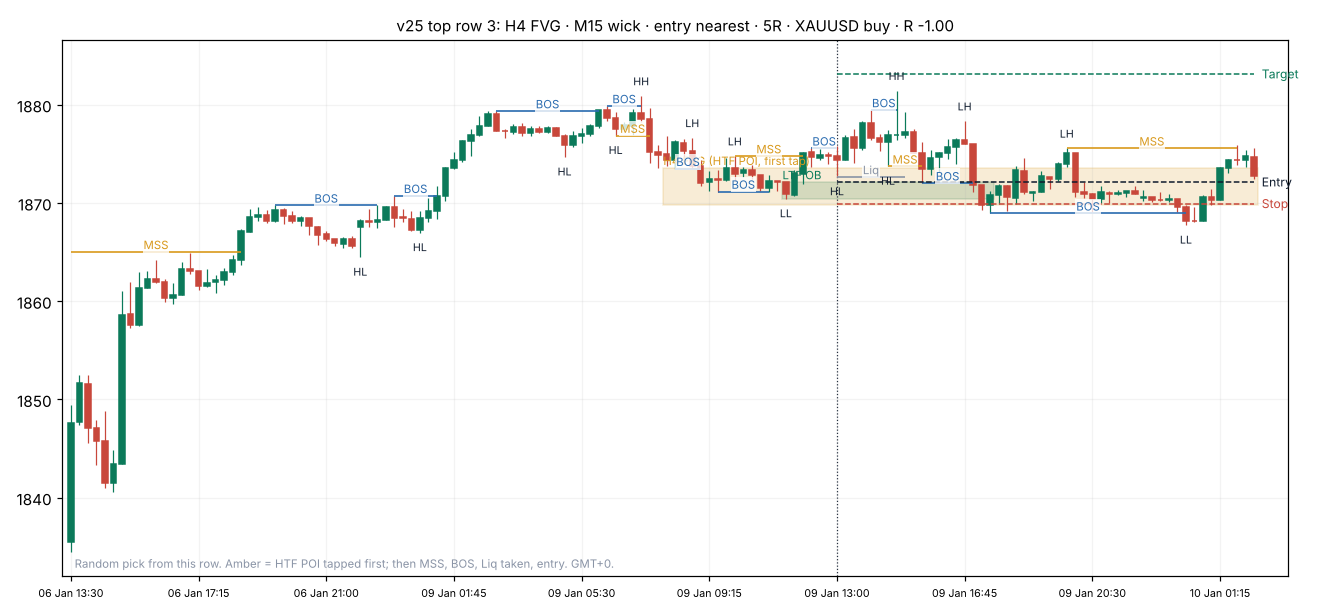 v25 top row 3: H4 FVG · M15 wick · entry nearest · 5R · XAUUSD buy · R -1.00
Target
HH
HH
1880
BOS
BOS
BOS
LH
LH
MSS
LH
LH
BOS
MSS
MSS
HL
BOS
(HTF POI, first tap)
MSS
HL
Liq
LTF OB
BOS
HL
BOS
Entry
BOS
BOS
HL
1870
BOS
Stop
BOS
LL
LL
MSS
HL
HL
1860
1850
1840
Random pick from this row. Amber = HTF POI tapped first; then MSS, BOS, Liq taken, entry. GMT+0.
06 Jan 13:30
06 Jan 17:15
06 Jan 21:00
09 Jan 01:45
09 Jan 05:30
09 Jan 09:15
09 Jan 13:00
09 Jan 16:45
09 Jan 20:30
10 Jan 01:15